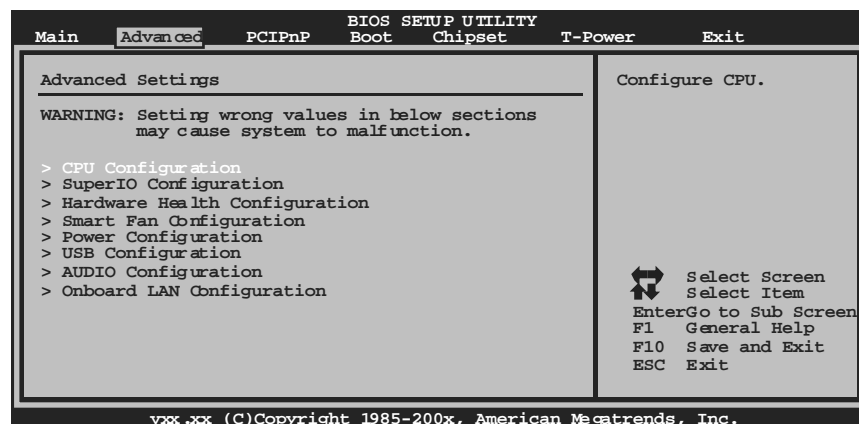 BIOS SETUP UTILITY
Main Advanced PCIPnP Boot Chipset T-Power Exit
Advanced Settings
WARNING: Setting wrong values in below sections
may cause system to malfunction.
> CPU Configuration
> SuperIO Configuration
> Hardware Health Configuration
> Smart Fan Configuration
> Power Configuration
> USB Configuration
> AUDIO Configuration
> Onboard LAN Configuration
Configure CPU.
Select Screen
Select Item
EnterGo to Sub Screen
F1 General Help
F10 Save and Exit
ESC Exit
vxx.xx (C)Copyright 1985-200x, American Megatrends, Inc.